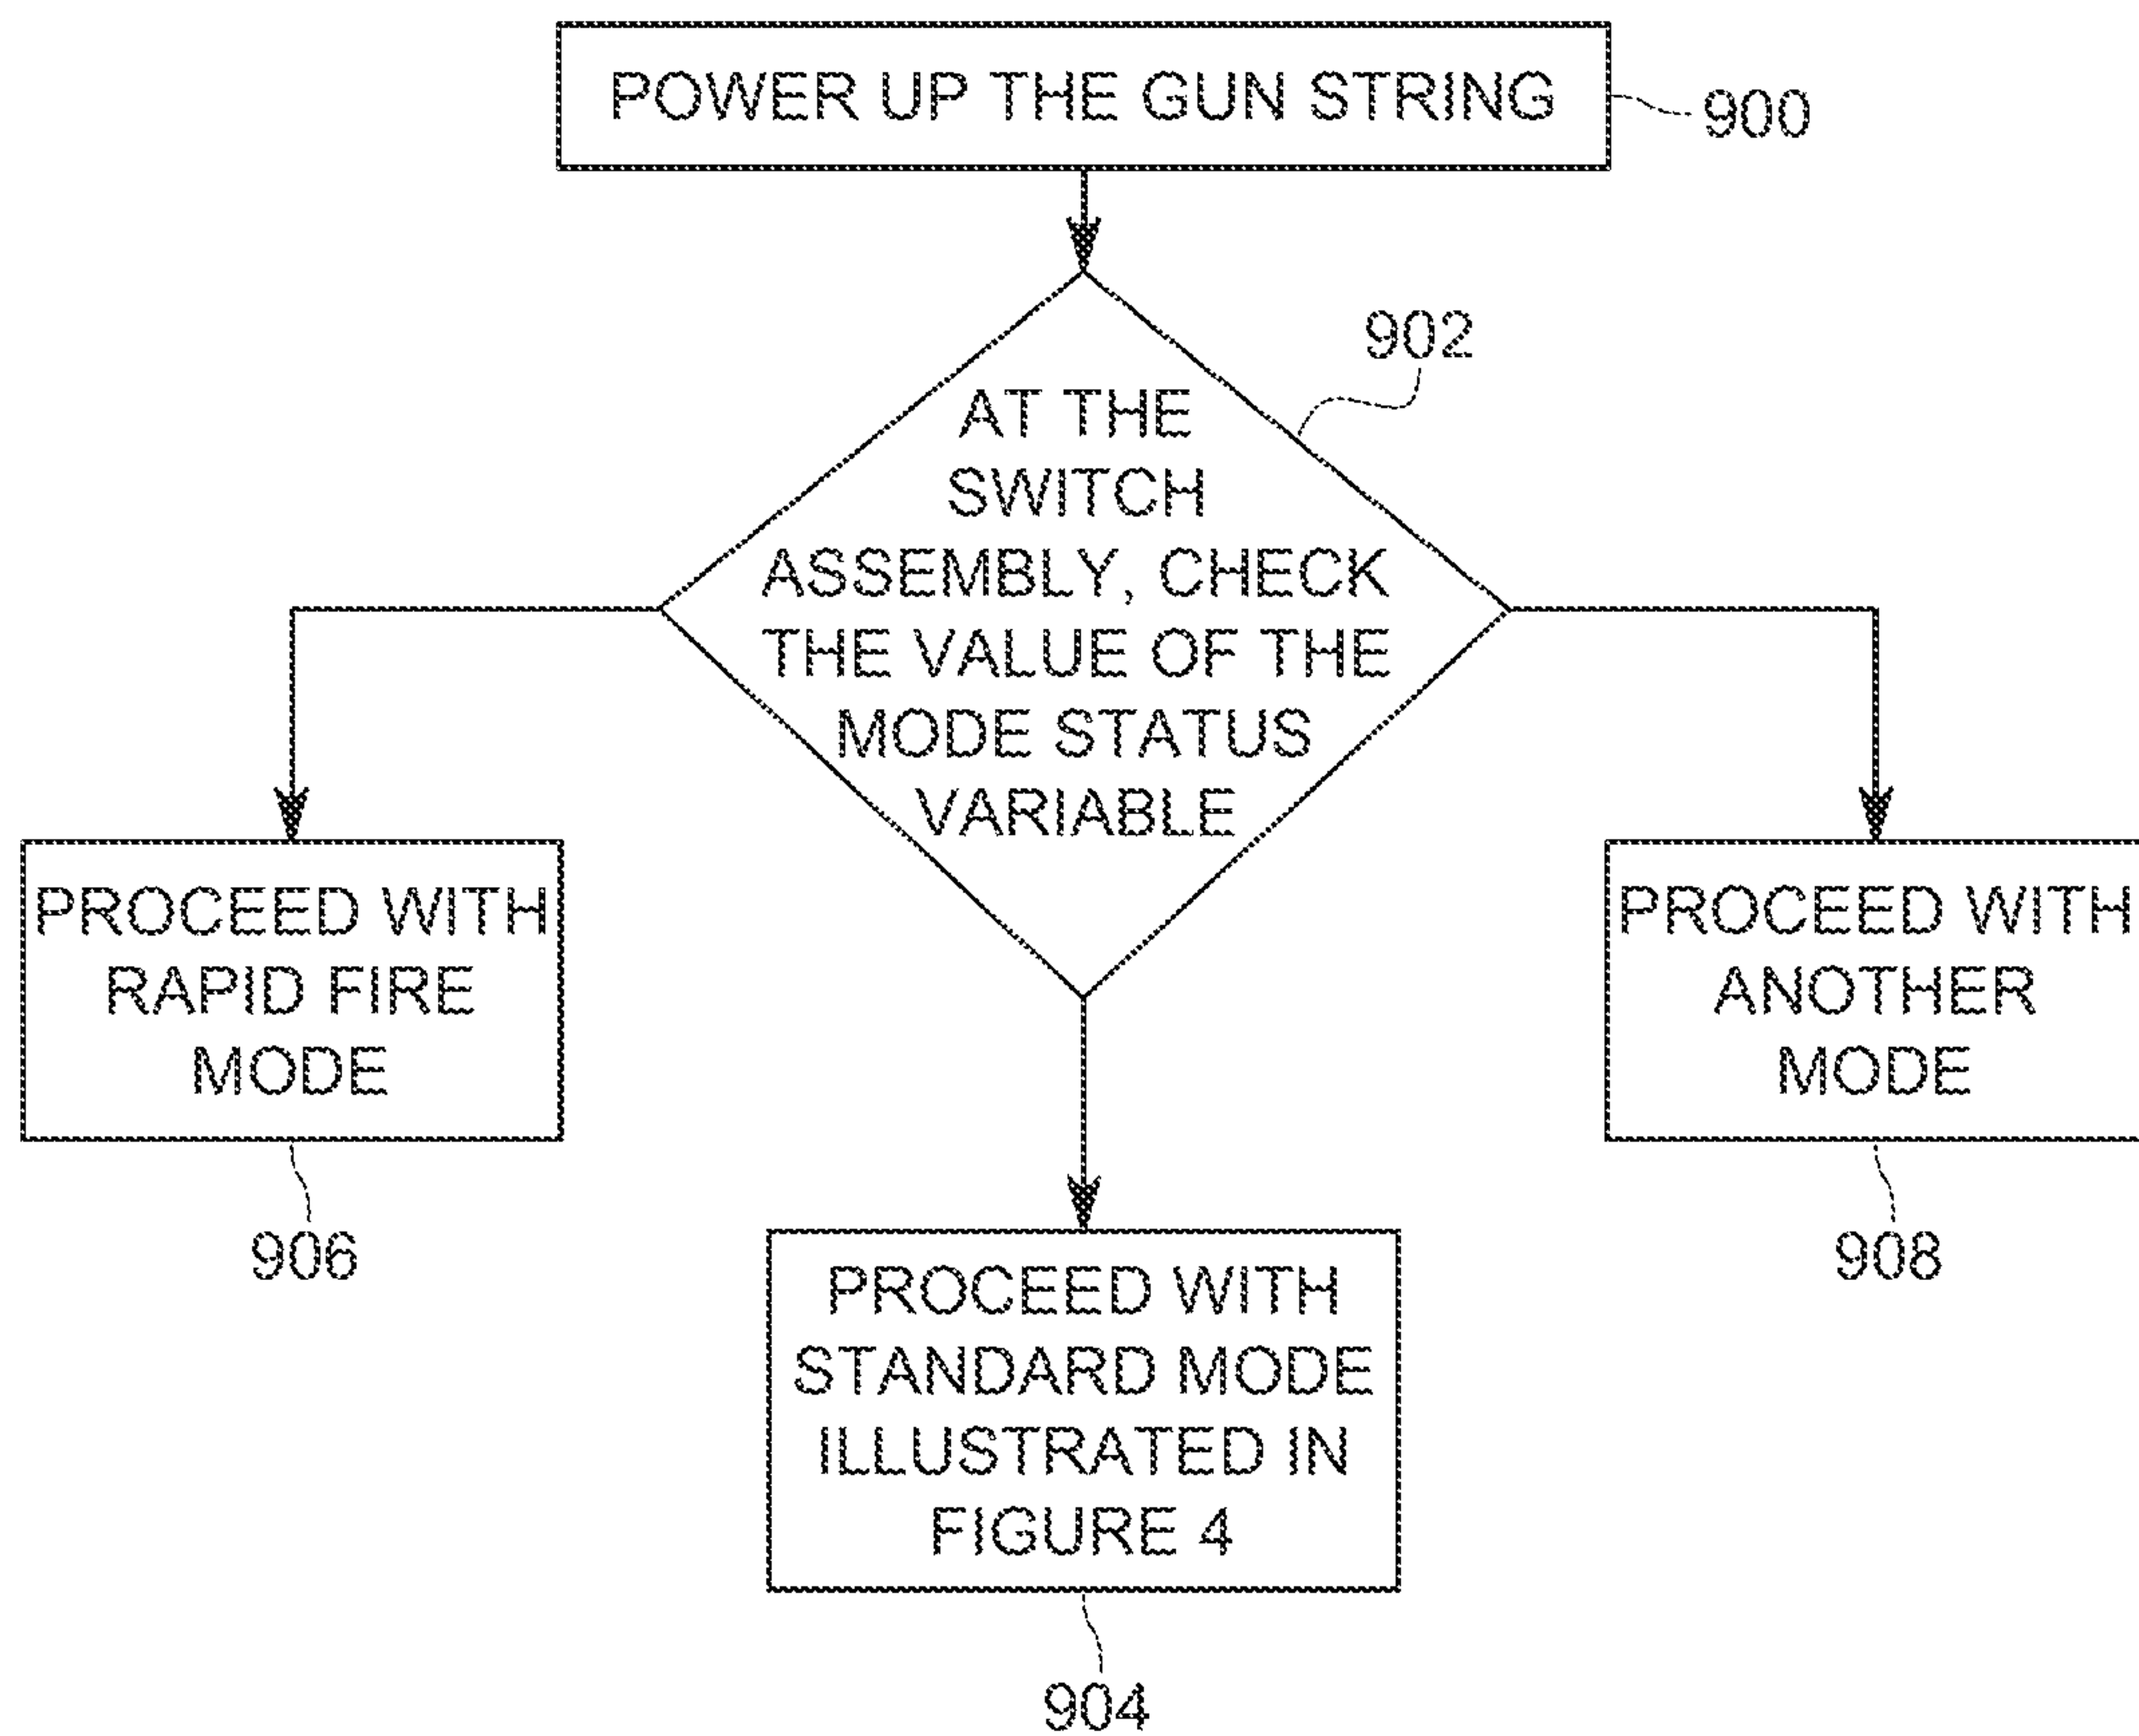 POWER UP THE GUN STRING
900
902
AT THE
SWITCH
ASSEMBLY, CHECK
THE VALUE OF THE
MODE STATUS
VARIABLE
PROCEED WITH
RAPID FIRE
MODE
906
PROCEED WITH
ANOTHER
MODE
908
PROCEED WITH
STANDARD MODE
ILLUSTRATED IN
FIGURE 4
904